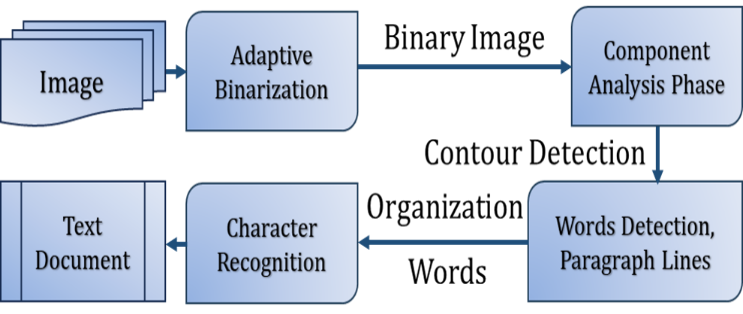 Image
Adaptive
Binarization
Binary Image
Component
Analysis Phase
Contour Detection
Words Detection,
Paragraph Lines
Organization
Words
Character
Recognition
Text
Document